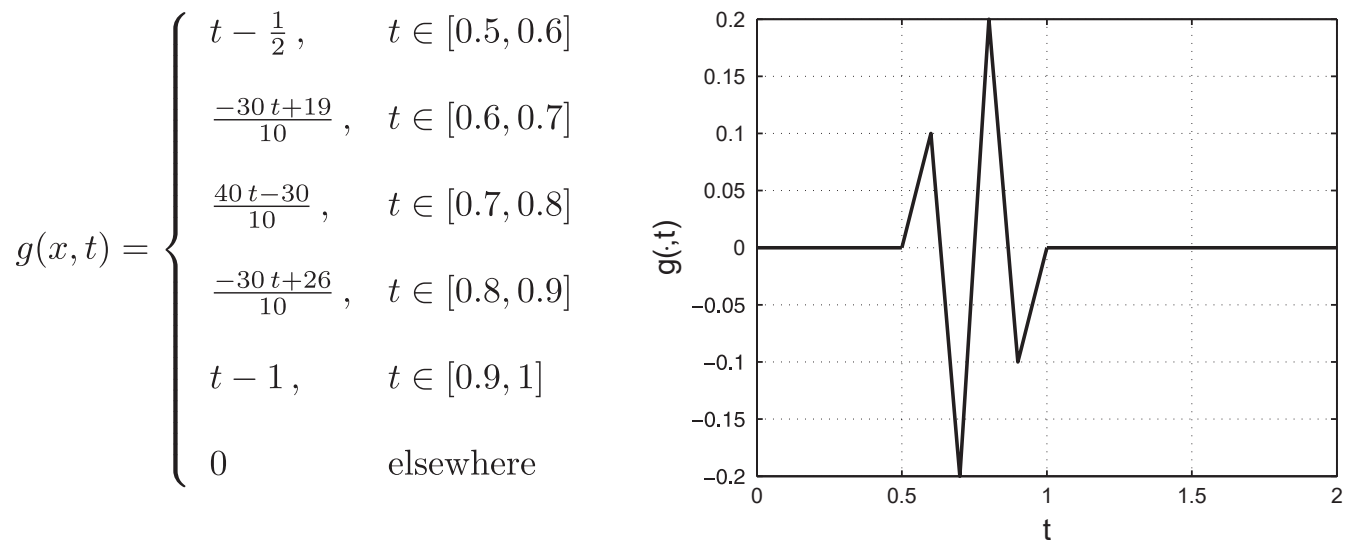 t − 1/2 , t ∈ [0.5, 0.6]
(−30 t+19)/10 , t ∈ [0.6, 0.7]
(40 t−30)/10 , t ∈ [0.7, 0.8]
g(x, t) =
(−30 t+26)/10 , t ∈ [0.8, 0.9]
t − 1 , t ∈ [0.9, 1]
0 elsewhere
0.2
0.15
0.1
0.05
0
−0.05
−0.1
−0.15
−0.2
g(·,t)
0 0.5 1 1.5 2
t